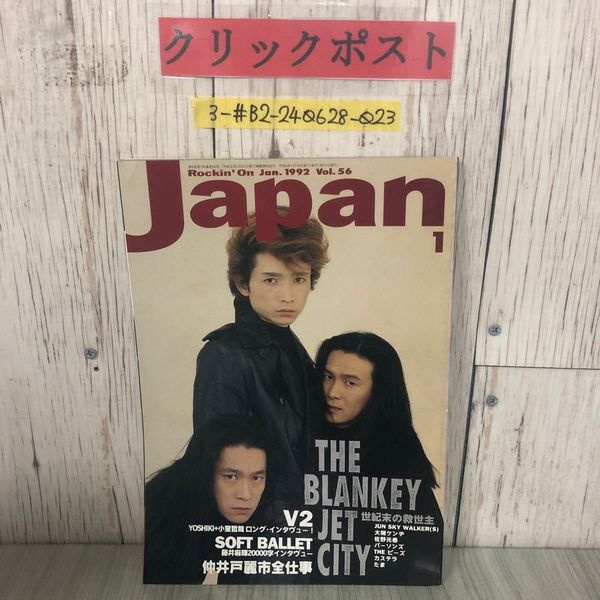 クリックポスト
3-#B2-240628-023
Rockin' On Jan. 1992 Vol. 56
Japan
1
THE
BLANKEY
JET
CITY
世紀末の救世主
V2
YOSHIKI+小室哲哉 ロング・インタヴュー!
SOFT BALLET
藤井麻輝20000字インタヴュー
仲井戸麗市全仕事
JUN SKY WALKER(S)
大槻ケンヂ
佐野元春
パーソンズ
THE ピーズ
カステラ
たま